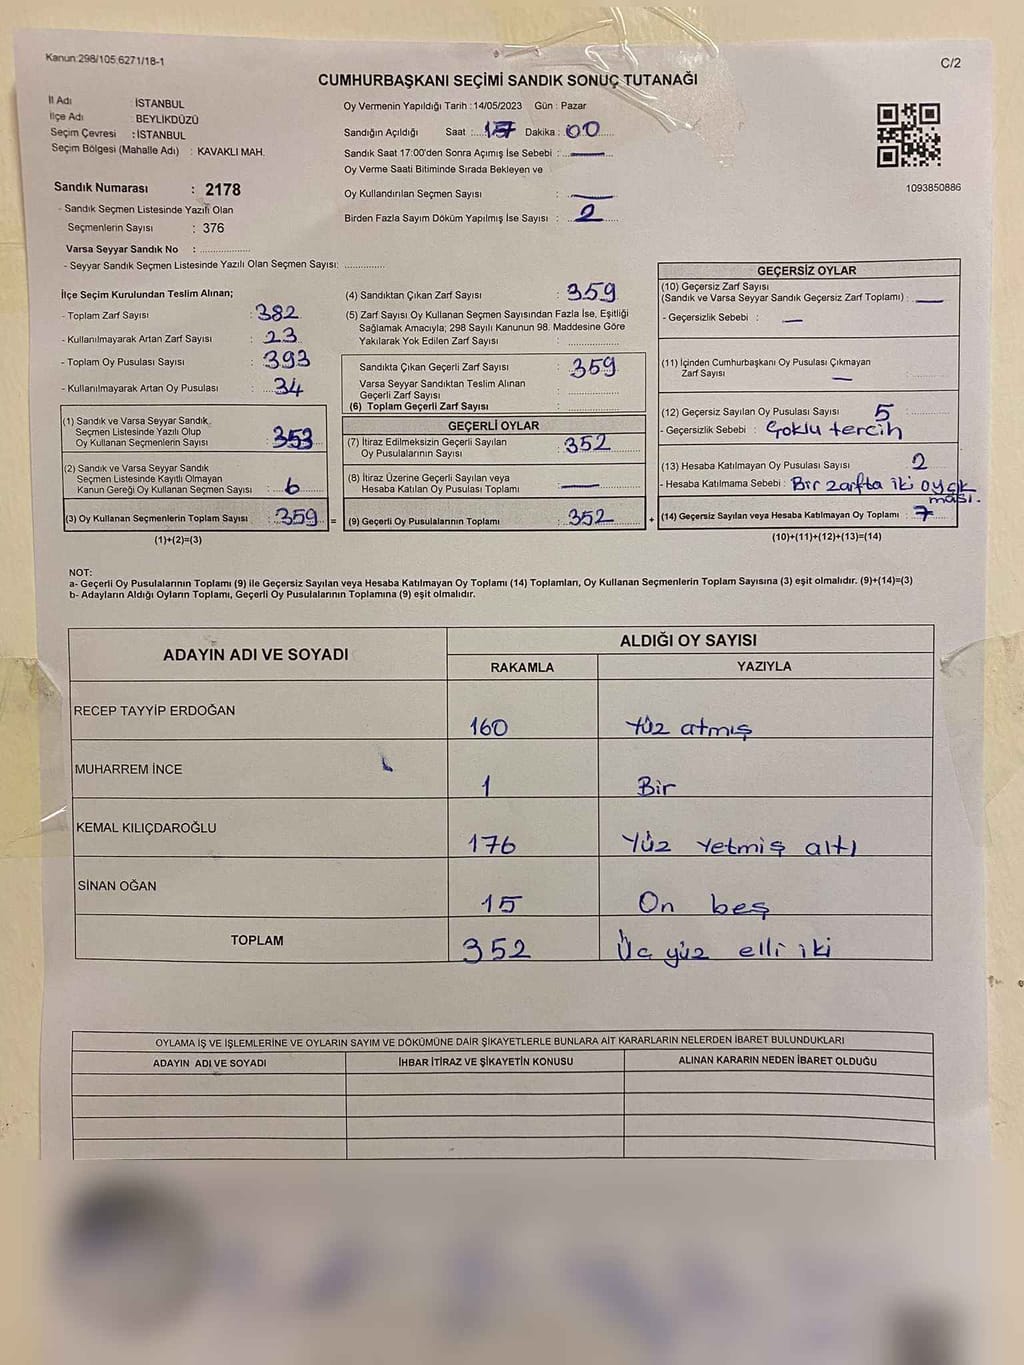 Kanun:298/105,6271/18-1
C/2
CUMHURBAŞKANI SEÇİMİ SANDIK SONUÇ TUTANAĞI
İl Adı : İSTANBUL
İlçe Adı : BEYLİKDÜZÜ
Seçim Çevresi : İSTANBUL
Seçim Bölgesi (Mahalle Adı) : KAVAKLI MAH.
Sandık Numarası : 2178
- Sandık Seçmen Listesinde Yazılı Olan
Seçmenlerin Sayısı : 376
Varsa Seyyar Sandık No :
- Seyyar Sandık Seçmen Listesinde Yazılı Olan Seçmen Sayısı:
Oy Vermenin Yapıldığı Tarih : 14/05/2023 Gün : Pazar
Sandığın Açıldığı Saat : 17 Dakika : 00
Sandık Saat 17:00'den Sonra Açımış İse Sebebi : —
Oy Verme Saati Bitiminde Sırada Bekleyen ve
Oy Kullandırılan Seçmen Sayısı : —
Birden Fazla Sayım Döküm Yapılmış İse Sayısı : 2
1093850886
İlçe Seçim Kurulundan Teslim Alınan;
- Toplam Zarf Sayısı : 382
- Kullanılmayarak Artan Zarf Sayısı : 23
- Toplam Oy Pusulası Sayısı : 393
- Kullanılmayarak Artan Oy Pusulası : 34
(1) Sandık ve Varsa Seyyar Sandık
Seçmen Listesinde Yazılı Olup
Oy Kullanan Seçmenlerin Sayısı : 353
(2) Sandık ve Varsa Seyyar Sandık
Seçmen Listesinde Kayıtlı Olmayan
Kanun Gereği Oy Kullanan Seçmen Sayısı : 6
(3) Oy Kullanan Seçmenlerin Toplam Sayısı : 359 =
(1)+(2)=(3)
(4) Sandıktan Çıkan Zarf Sayısı : 359
(5) Zarf Sayısı Oy Kullanan Seçmen Sayısından Fazla İse, Eşitliği
Sağlamak Amacıyla; 298 Sayılı Kanunun 98. Maddesine Göre
Yakılarak Yok Edilen Zarf Sayısı :
Sandıkta Çıkan Geçerli Zarf Sayısı : 359
Varsa Seyyar Sandıktan Teslim Alınan
Geçerli Zarf Sayısı :
(6) Toplam Geçerli Zarf Sayısı :
GEÇERLİ OYLAR
(7) İtiraz Edilmeksizin Geçerli Sayılan
Oy Pusulalarının Sayısı : 352
(8) İtiraz Üzerine Geçerli Sayılan veya
Hesaba Katılan Oy Pusulası Toplamı : —
(9) Geçerli Oy Pusulalarının Toplamı : 352 +
GEÇERSİZ OYLAR
(10) Geçersiz Zarf Sayısı
(Sandık ve Varsa Seyyar Sandık Geçersiz Zarf Toplamı) : —
- Geçersizlik Sebebi : —
(11) İçinden Cumhurbaşkanı Oy Pusulası Çıkmayan
Zarf Sayısı : —
(12) Geçersiz Sayılan Oy Pusulası Sayısı : 5
- Geçersizlik Sebebi : Çoklu tercih
(13) Hesaba Katılmayan Oy Pusulası Sayısı : 2
- Hesaba Katılmama Sebebi : Bir zarfta iki oy çık
ması.
(14) Geçersiz Sayılan veya Hesaba Katılmayan Oy Toplamı : 7
(10)+(11)+(12)+(13)=(14)
NOT:
a- Geçerli Oy Pusulalarının Toplamı (9) ile Geçersiz Sayılan veya Hesaba Katılmayan Oy Toplamı (14) Toplamları, Oy Kullanan Seçmenlerin Toplam Sayısına (3) eşit olmalıdır. (9)+(14)=(3)
b- Adayların Aldığı Oyların Toplamı, Geçerli Oy Pusulalarının Toplamına (9) eşit olmalıdır.
ADAYIN ADI VE SOYADI
ALDIĞI OY SAYISI
RAKAMLA YAZIYLA
RECEP TAYYİP ERDOĞAN 160 Yüz atmış
MUHARREM İNCE 1 Bir
KEMAL KILIÇDAROĞLU 176 Yüz Yetmiş altı
SİNAN OĞAN 15 On beş
TOPLAM 352 Üç yüz elli iki
OYLAMA İŞ VE İŞLEMLERİNE VE OYLARIN SAYIM VE DÖKÜMÜNE DAİR ŞİKAYETLERLE BUNLARA AİT KARARLARIN NELERDEN İBARET BULUNDUKLARI
ADAYIN ADI VE SOYADI İHBAR İTİRAZ VE ŞİKAYETİN KONUSU ALINAN KARARIN NEDEN İBARET OLDUĞU